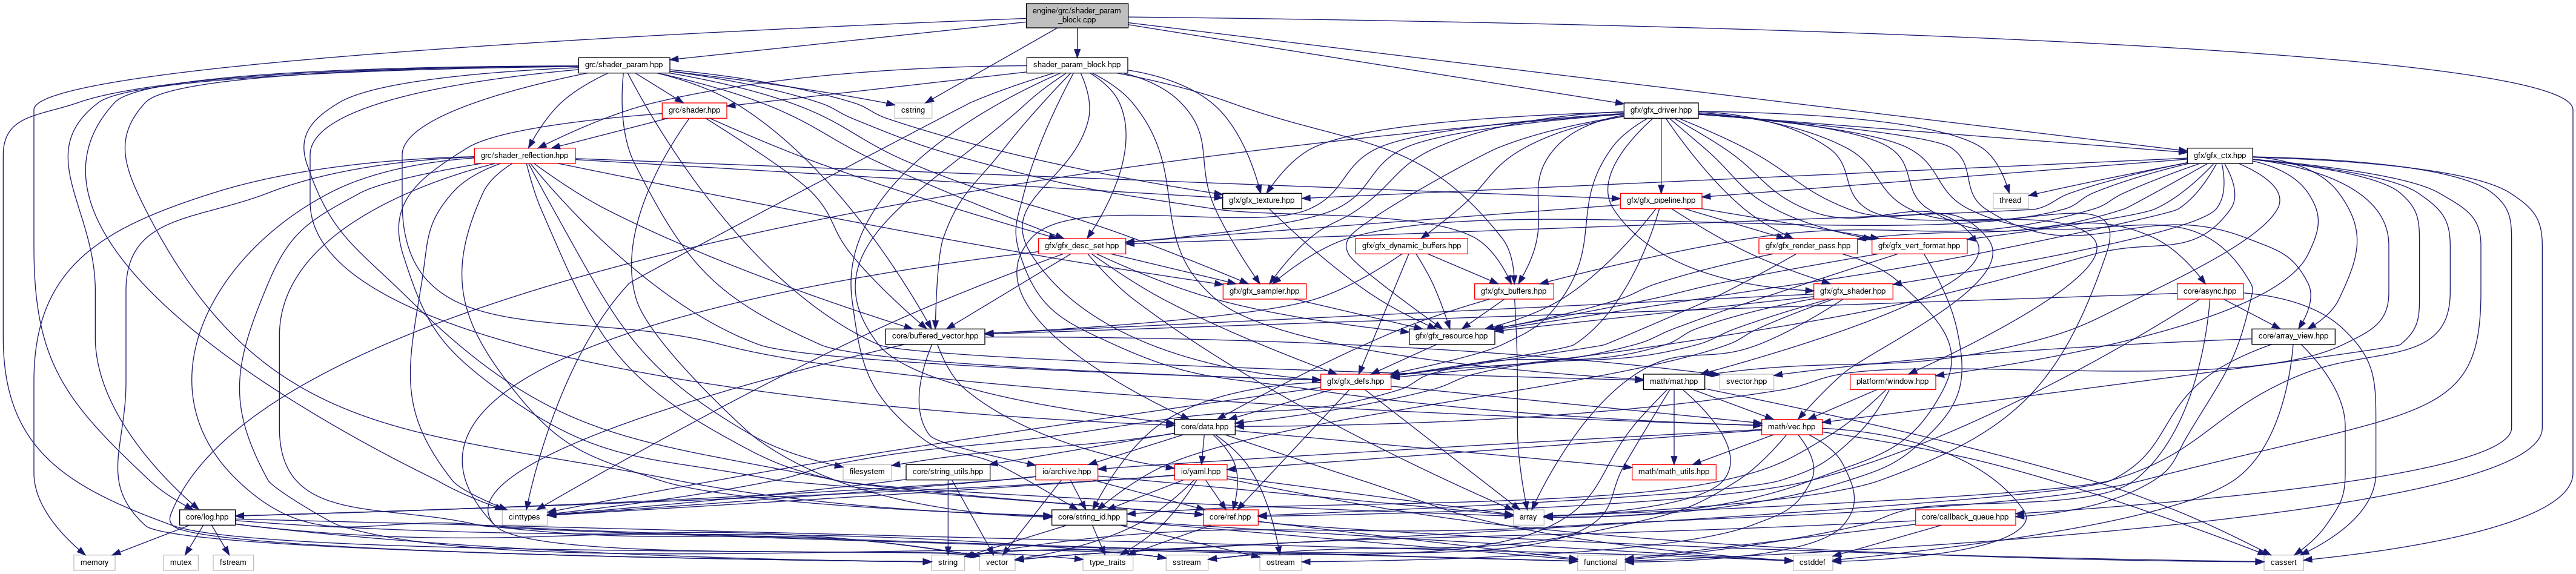 engine/grc/shader_param
_block.cpp
grc/shader_param.hpp
shader_param_block.hpp
grc/shader.hpp
cstring
gfx/gfx_driver.hpp
grc/shader_reflection.hpp
gfx/gfx_ctx.hpp
gfx/gfx_texture.hpp
gfx/gfx_pipeline.hpp
thread
gfx/gfx_desc_set.hpp
gfx/gfx_dynamic_buffers.hpp
gfx/gfx_render_pass.hpp
gfx/gfx_vert_format.hpp
gfx/gfx_sampler.hpp
gfx/gfx_buffers.hpp
gfx/gfx_shader.hpp
core/async.hpp
core/buffered_vector.hpp
gfx/gfx_resource.hpp
core/array_view.hpp
gfx/gfx_defs.hpp
math/mat.hpp
svector.hpp
platform/window.hpp
core/data.hpp
math/vec.hpp
filesystem
core/string_utils.hpp
io/archive.hpp
io/yaml.hpp
math/math_utils.hpp
core/log.hpp
cinttypes
core/string_id.hpp
core/ref.hpp
array
core/callback_queue.hpp
memory
mutex
fstream
string
vector
type_traits
sstream
ostream
functional
cstddef
cassert